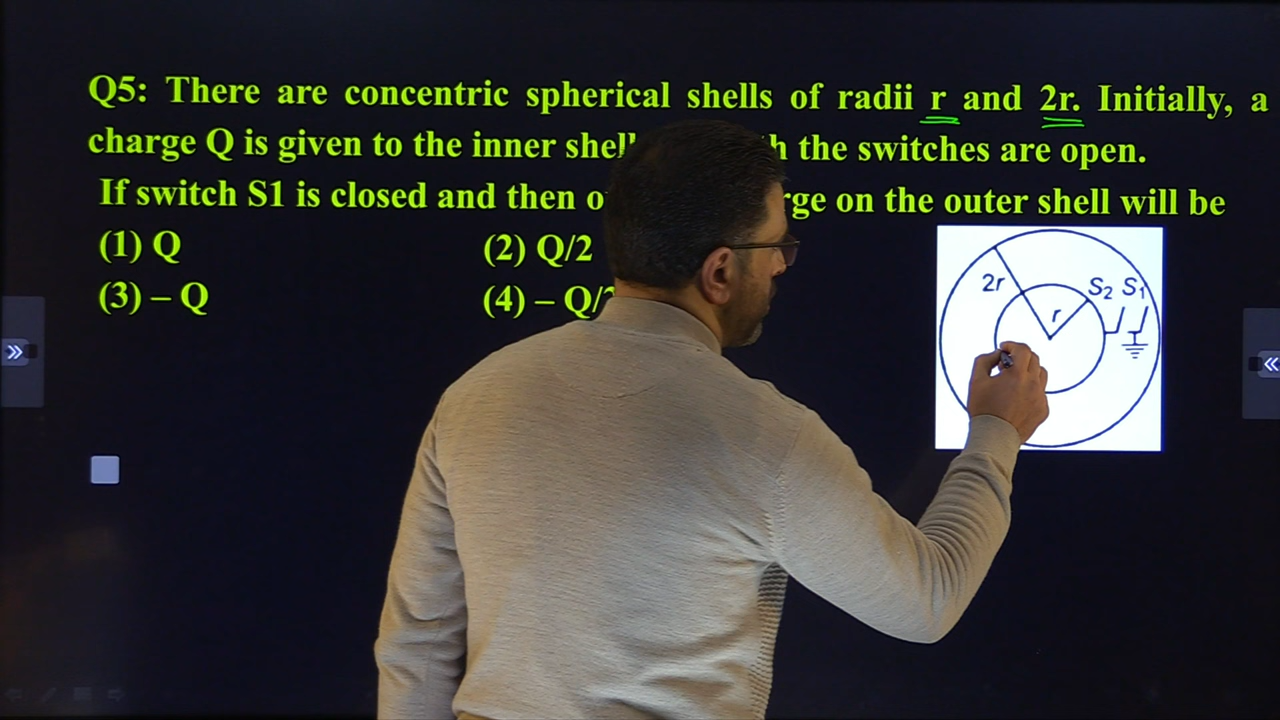 Q5: There are concentric spherical shells of radii r and 2r. Initially, a
charge Q is given to the inner shell the switches are open.
If switch S1 is closed and then on the outer shell will be
(1) Q (2) Q/2
(3) – Q (4) – Q/
2r S₂ S₁
r